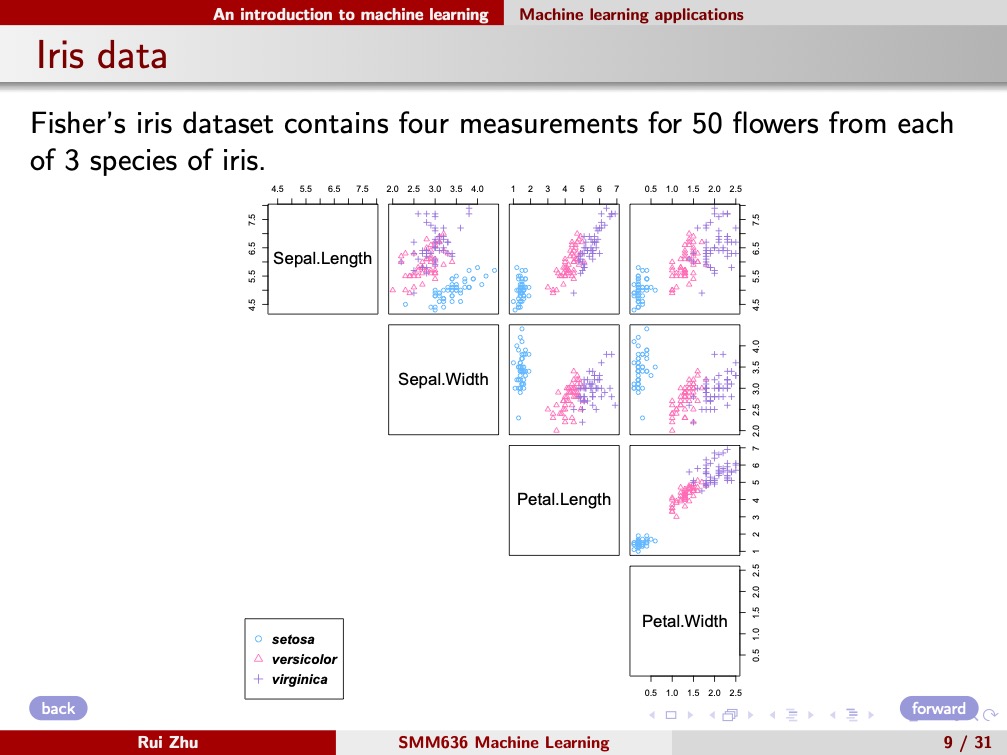 An introduction to machine learning Machine learning applications
Iris data
Fisher's iris dataset contains four measurements for 50 flowers from each
of 3 species of iris.
4.5 5.5 6.5 7.5 2.0 2.5 3.0 3.5 4.0 1 2 3 4 5 6 7 0.5 1.0 1.5 2.0 2.5
4.5 5.5 6.5 7.5
Sepal.Length
4.5 5.5 6.5 7.5
Sepal.Width
2.0 2.5 3.0 3.5 4.0
Petal.Length
1 2 3 4 5 6 7
Petal.Width
0.5 1.0 1.5 2.0 2.5
0.5 1.0 1.5 2.0 2.5
setosa
versicolor
virginica
back forward
Rui Zhu SMM636 Machine Learning 9 / 31